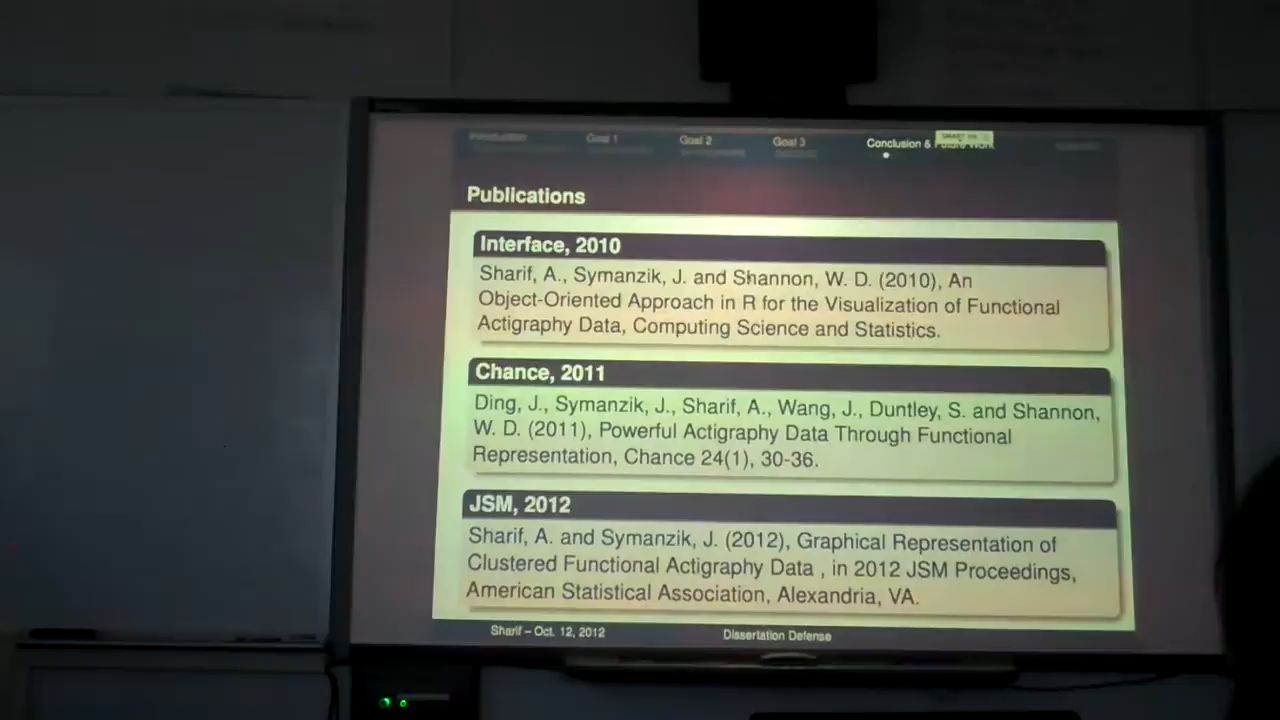 Introduction Goal 1 Goal 2 Goal 3 Conclusion & Future Work
Publications
Interface, 2010
Sharif, A., Symanzik, J. and Shannon, W. D. (2010), An
Object-Oriented Approach in R for the Visualization of Functional
Actigraphy Data, Computing Science and Statistics.
Chance, 2011
Ding, J., Symanzik, J., Sharif, A., Wang, J., Duntley, S. and Shannon,
W. D. (2011), Powerful Actigraphy Data Through Functional
Representation, Chance 24(1), 30-36.
JSM, 2012
Sharif, A. and Symanzik, J. (2012), Graphical Representation of
Clustered Functional Actigraphy Data , in 2012 JSM Proceedings,
American Statistical Association, Alexandria, VA.
Sharif – Oct. 12, 2012 Dissertation Defense